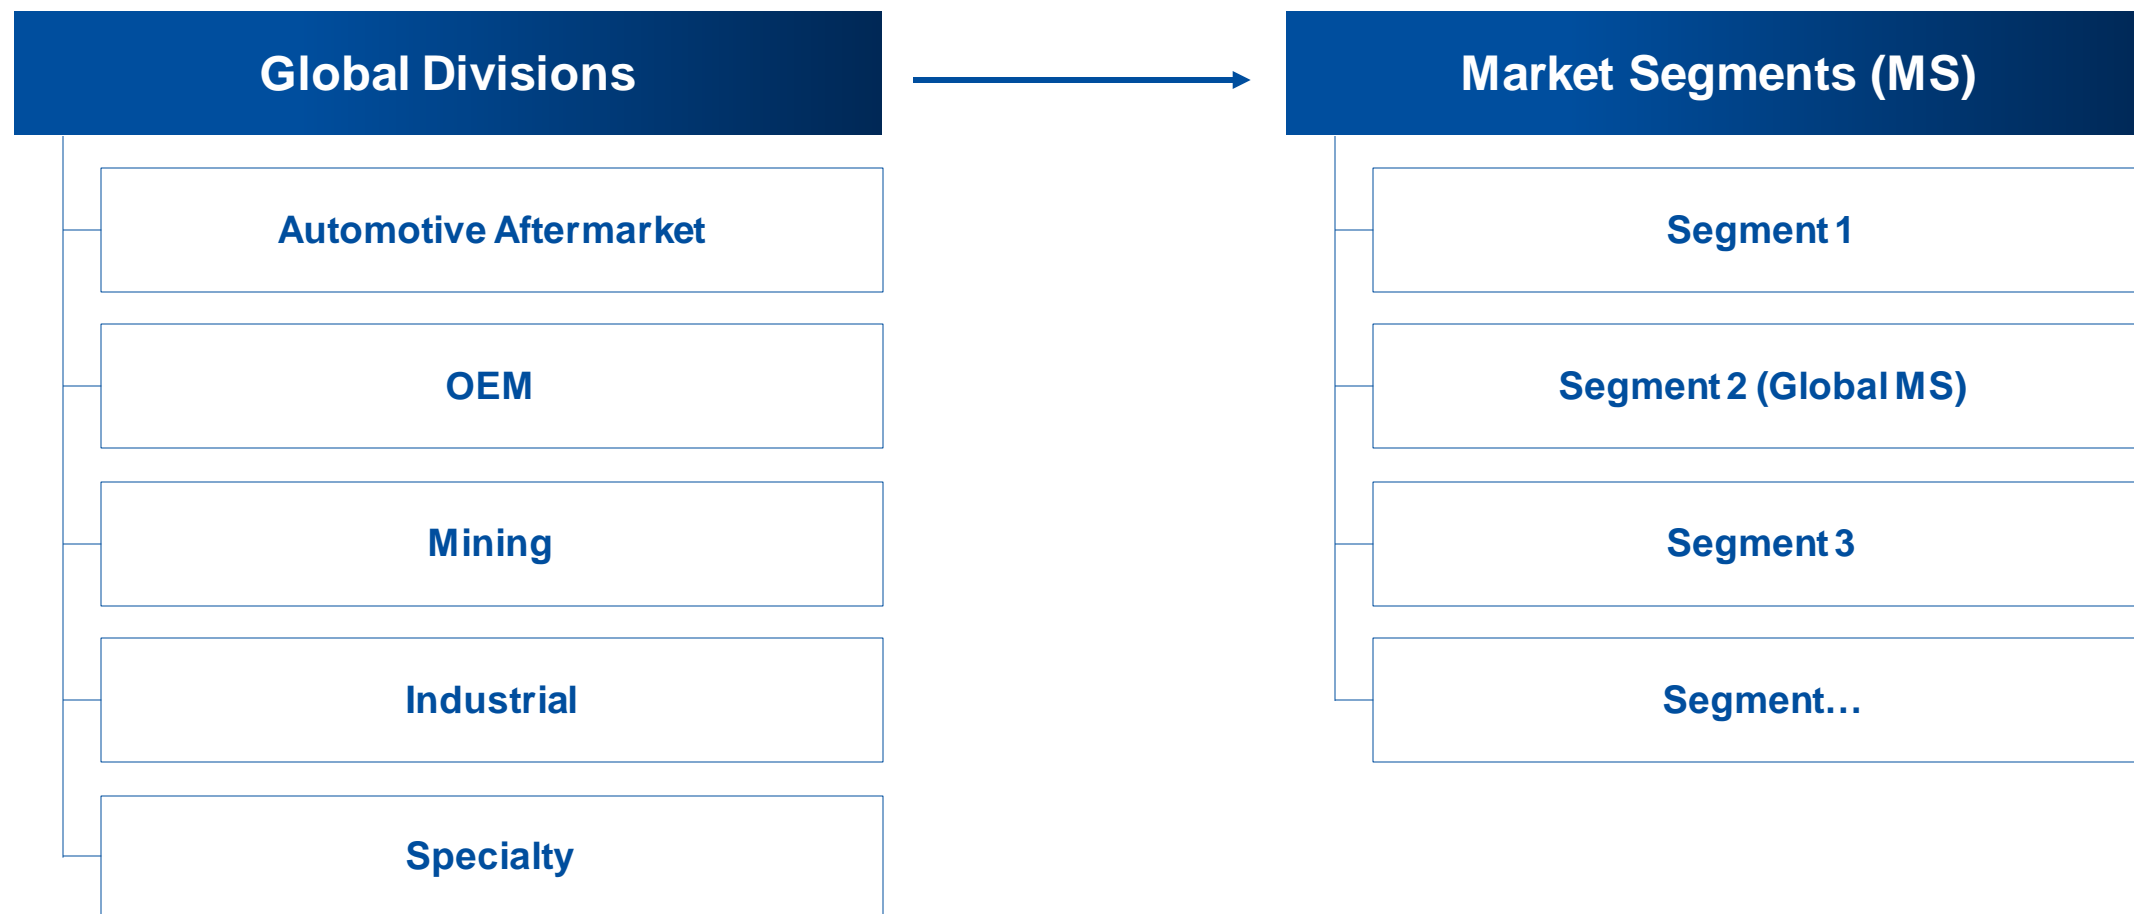 Global Divisions
Automotive Aftermarket
OEM
Mining
Industrial
Specialty
Market Segments (MS)
Segment 1
Segment 2 (Global MS)
Segment 3
Segment…